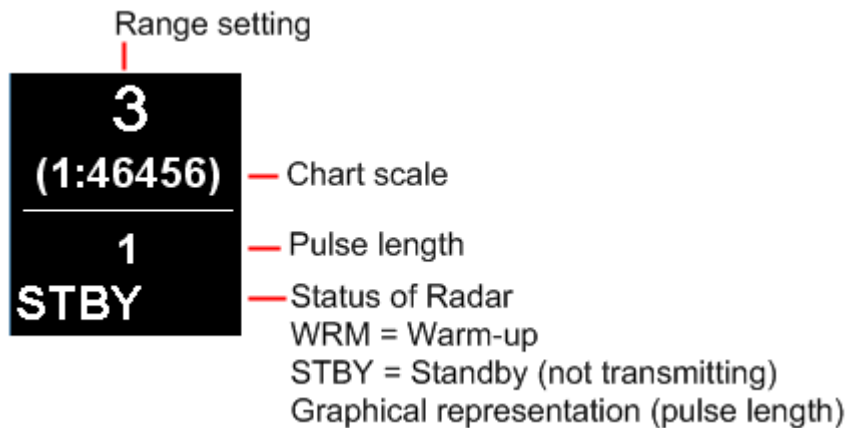 Range setting
3
(1:46456)
Chart scale
1
Pulse length
STBY
Status of Radar
WRM = Warm-up
STBY = Standby (not transmitting)
Graphical representation (pulse length)